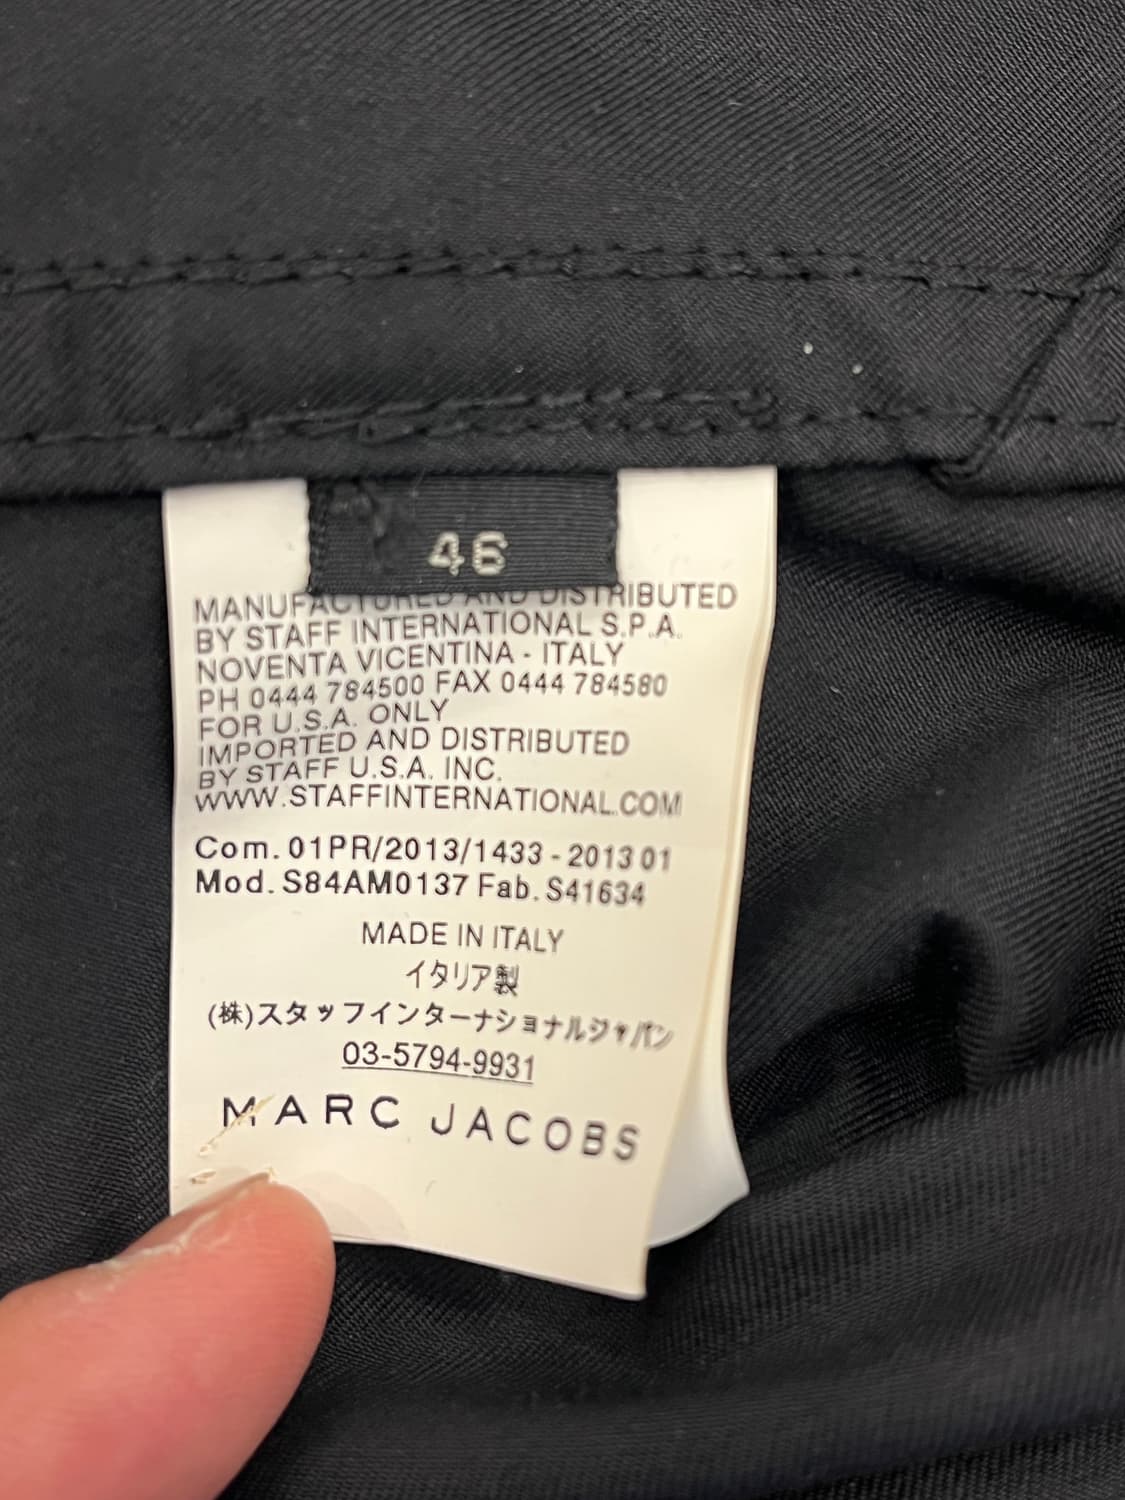 46
MANUFACTURED AND DISTRIBUTED
BY STAFF INTERNATIONAL S.P.A.
NOVENTA VICENTINA - ITALY
PH 0444 784500 FAX 0444 784580
FOR U.S.A. ONLY
IMPORTED AND DISTRIBUTED
BY STAFF U.S.A. INC.
WWW.STAFFINTERNATIONAL.COM
Com. 01PR/2013/1433 - 2013 01
Mod. S84AM0137 Fab. S41634
MADE IN ITALY
イタリア製
(株)スタッフインターナショナルジャパン
03-5794-9931
MARC JACOBS